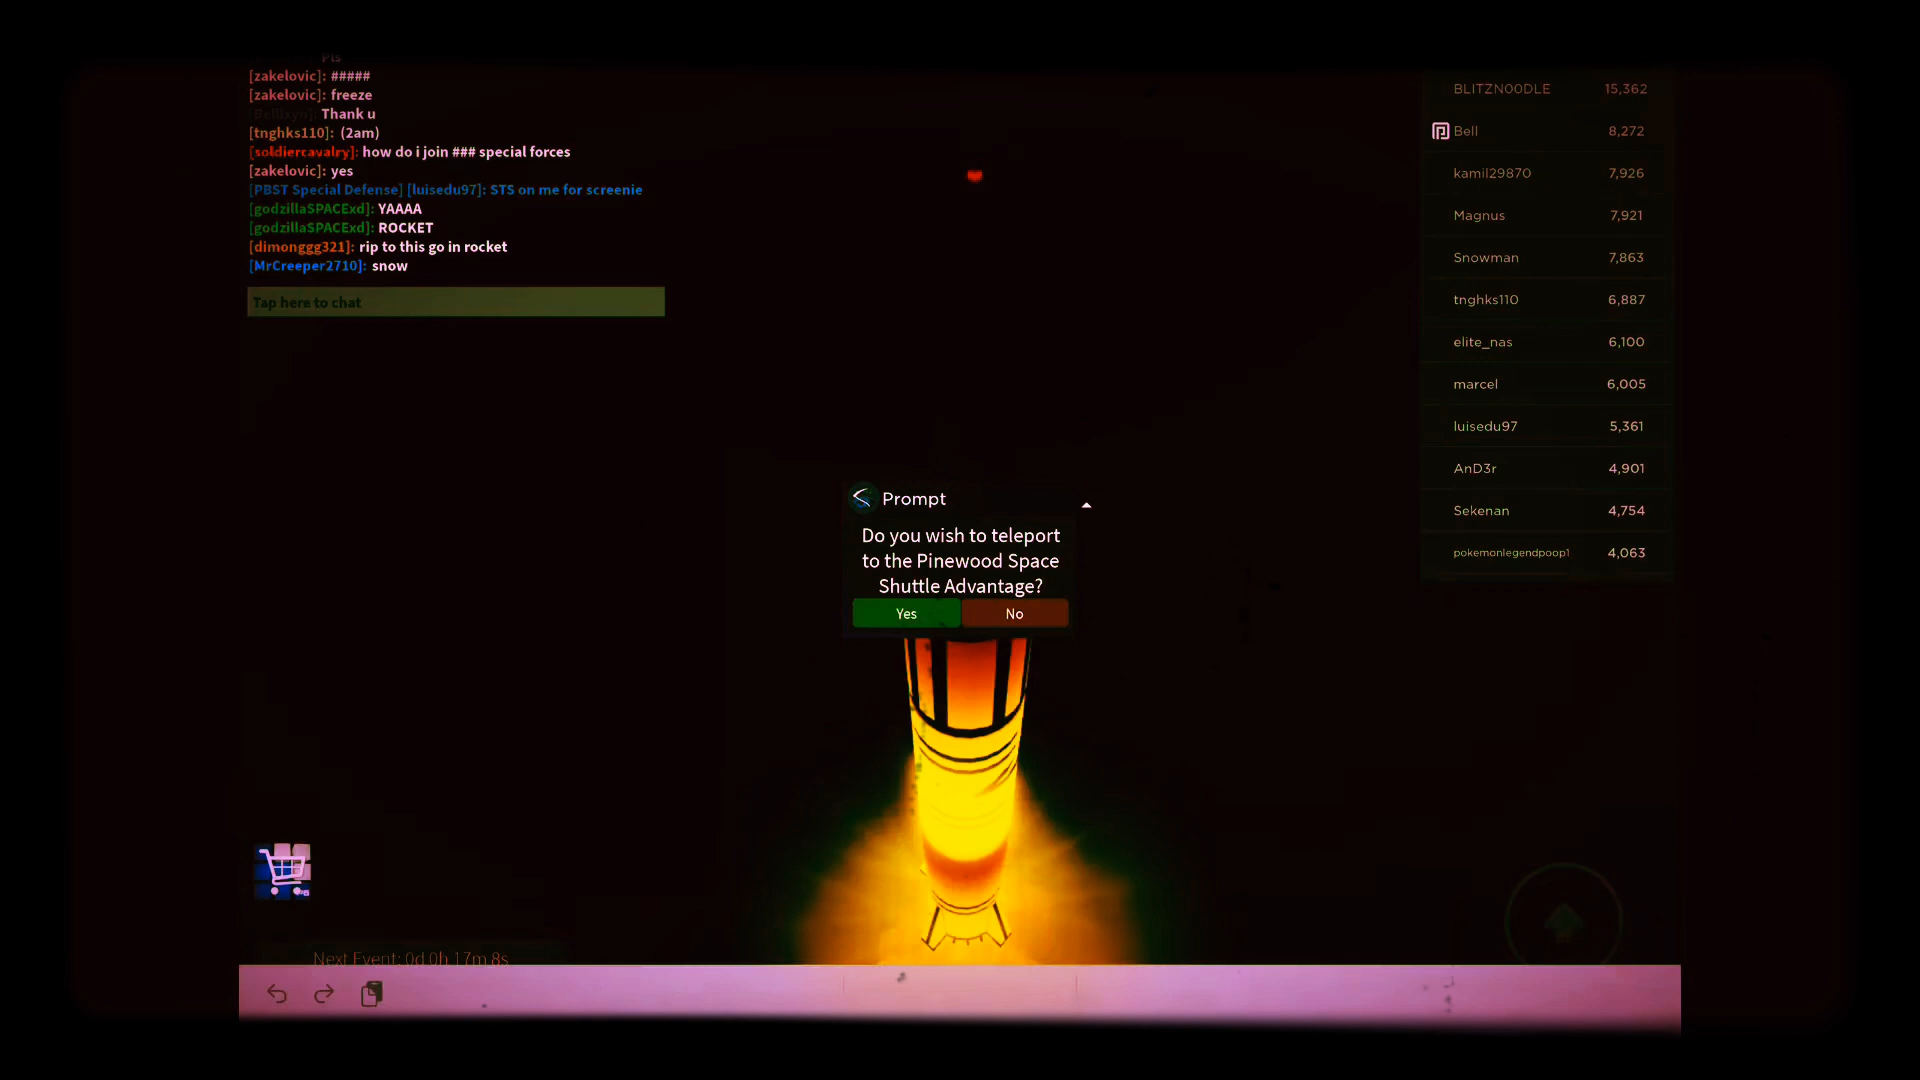 Pls
[zakelovic]: #####
[zakelovic]: freeze
Thank u
[tnghks110]: (2am)
[soldiercavalry]: how do i join ### special forces
[zakelovic]: yes
[PBST Special Defense] [luisedu97]: STS on me for screenie
[godzillaSPACExd]: YAAAA
[godzillaSPACExd]: ROCKET
[dimonggg321]: rip to this go in rocket
[MrCreeper2710]: snow
Tap here to chat
BLITZN00DLE 15,362
Bell 8,272
kamil29870 7,926
Magnus 7,921
Snowman 7,863
tnghks110 6,887
elite_nas 6,100
marcel 6,005
luisedu97 5,361
AnD3r 4,901
Sekenan 4,754
pokemonlegendpoop1 4,063
Prompt
Do you wish to teleport
to the Pinewood Space
Shuttle Advantage?
Yes No
Next Event: 0d 0h 17m 8s